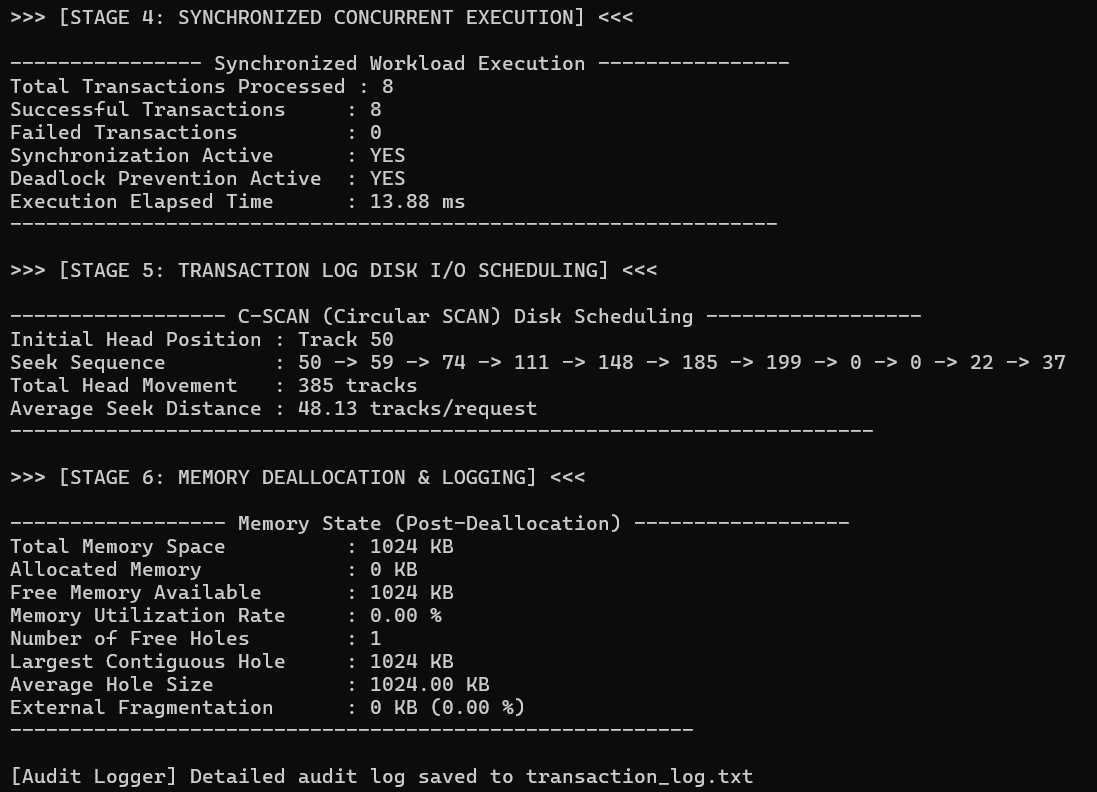 >>> [STAGE 4: SYNCHRONIZED CONCURRENT EXECUTION] <<<
---------------- Synchronized Workload Execution ----------------
Total Transactions Processed : 8
Successful Transactions     : 8
Failed Transactions         : 0
Synchronization Active      : YES
Deadlock Prevention Active  : YES
Execution Elapsed Time      : 13.88 ms
----------------------------------------------------------------
>>> [STAGE 5: TRANSACTION LOG DISK I/O SCHEDULING] <<<
------------------ C-SCAN (Circular SCAN) Disk Scheduling ------------------
Initial Head Position : Track 50
Seek Sequence         : 50 -> 59 -> 74 -> 111 -> 148 -> 185 -> 199 -> 0 -> 0 -> 22 -> 37
Total Head Movement   : 385 tracks
Average Seek Distance : 48.13 tracks/request
------------------------------------------------------------------------
>>> [STAGE 6: MEMORY DEALLOCATION & LOGGING] <<<
------------------ Memory State (Post-Deallocation) ------------------
Total Memory Space          : 1024 KB
Allocated Memory            : 0 KB
Free Memory Available       : 1024 KB
Memory Utilization Rate     : 0.00 %
Number of Free Holes        : 1
Largest Contiguous Hole     : 1024 KB
Average Hole Size           : 1024.00 KB
External Fragmentation      : 0 KB (0.00 %)
---------------------------------------------------------
[Audit Logger] Detailed audit log saved to transaction_log.txt